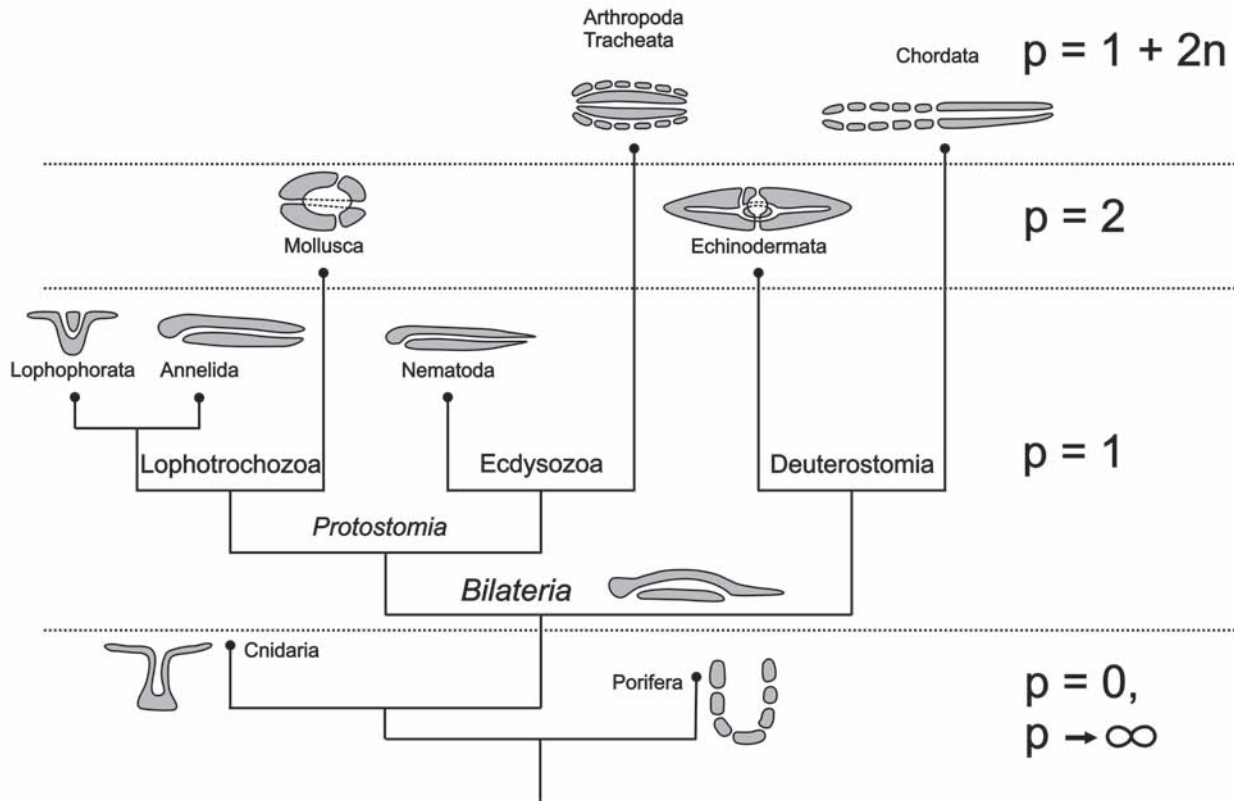 Arthropoda
Tracheata
Chordata
p = 1 + 2n
Mollusca
Echinodermata
p = 2
Lophophorata
Annelida
Nematoda
Lophotrochozoa
Ecdysozoa
Deuterostomia
p = 1
Protostomia
Bilateria
Cnidaria
Porifera
p = 0,
p → ∞